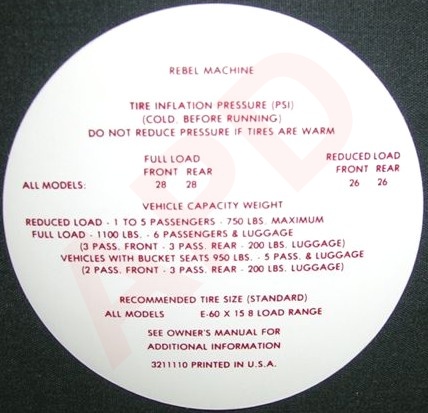 REBEL MACHINE
TIRE INFLATION PRESSURE (PSI)
(COLD. BEFORE RUNNING)
DO NOT REDUCE PRESSURE IF TIRES ARE WARM
FULL LOAD REDUCED LOAD
FRONT REAR FRONT REAR
ALL MODELS: 28 28 26 26
VEHICLE CAPACITY WEIGHT
REDUCED LOAD - 1 TO 5 PASSENGERS - 750 LBS. MAXIMUM
FULL LOAD - 1100 LBS. - 6 PASSENGERS & LUGGAGE
(3 PASS. FRONT - 3 PASS. REAR - 200 LBS. LUGGAGE)
VEHICLES WITH BUCKET SEATS 950 LBS. - 5 PASS. & LUGGAGE
(2 PASS. FRONT - 3 PASS. REAR - 200 LBS. LUGGAGE)
RECOMMENDED TIRE SIZE (STANDARD)
ALL MODELS E-60 X 15 B LOAD RANGE
SEE OWNER'S MANUAL FOR
ADDITIONAL INFORMATION
3211110 PRINTED IN U.S.A.
APD